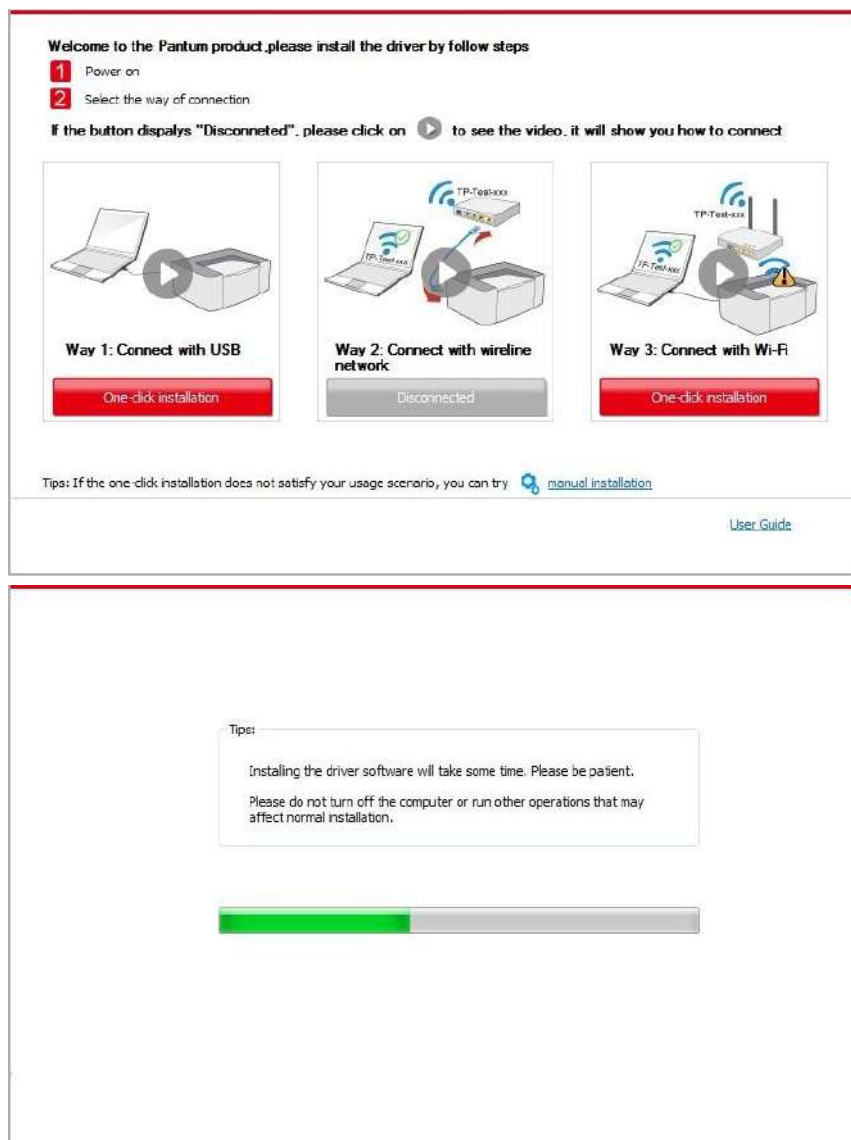 Welcome to the Pantum product,please install the driver by follow steps
1 Power on
2 Select the way of connection
If the button dispalys "Disconneted", please click on to see the video, it will show you how to connect
TP-Test-xxx
TP-Test-xxx
TP-Test-xxx
TP-Test-xxx
Way 1: Connect with USB
Way 2: Connect with wireline
network
Way 3: Connect with Wi-Fi
One-click installation
Disconnected
One-click installation
Tips: If the one-click installation does not satisfy your usage scenario, you can try manual installation
User Guide
Tips:
Installing the driver software will take some time. Please be patient.
Please do not turn off the computer or run other operations that may
affect normal installation.